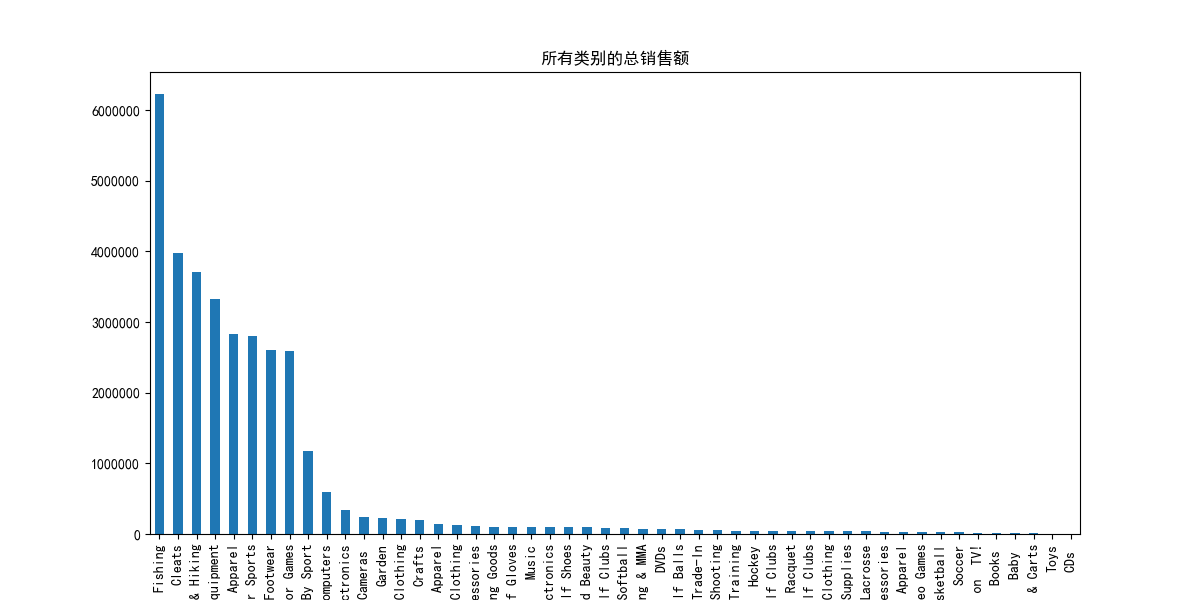 所有类别的总销售额
6000000
5000000
4000000
3000000
2000000
1000000
0
Fishing
Cleats
& Hiking
quipment
Apparel
r Sports
Footwear
or Games
By Sport
omputers
ctronics
Cameras
Garden
Clothing
Crafts
Apparel
Clothing
essories
ng Goods
f Gloves
Music
ctronics
lf Shoes
d Beauty
lf Clubs
Softball
ng & MMA
DVDs
lf Balls
Trade-In
Shooting
Training
Hockey
lf Clubs
Racquet
lf Clubs
Clothing
Supplies
Lacrosse
essories
Apparel
eo Games
sketball
Soccer
on TV!
Books
Baby
& Carts
Toys
CDs